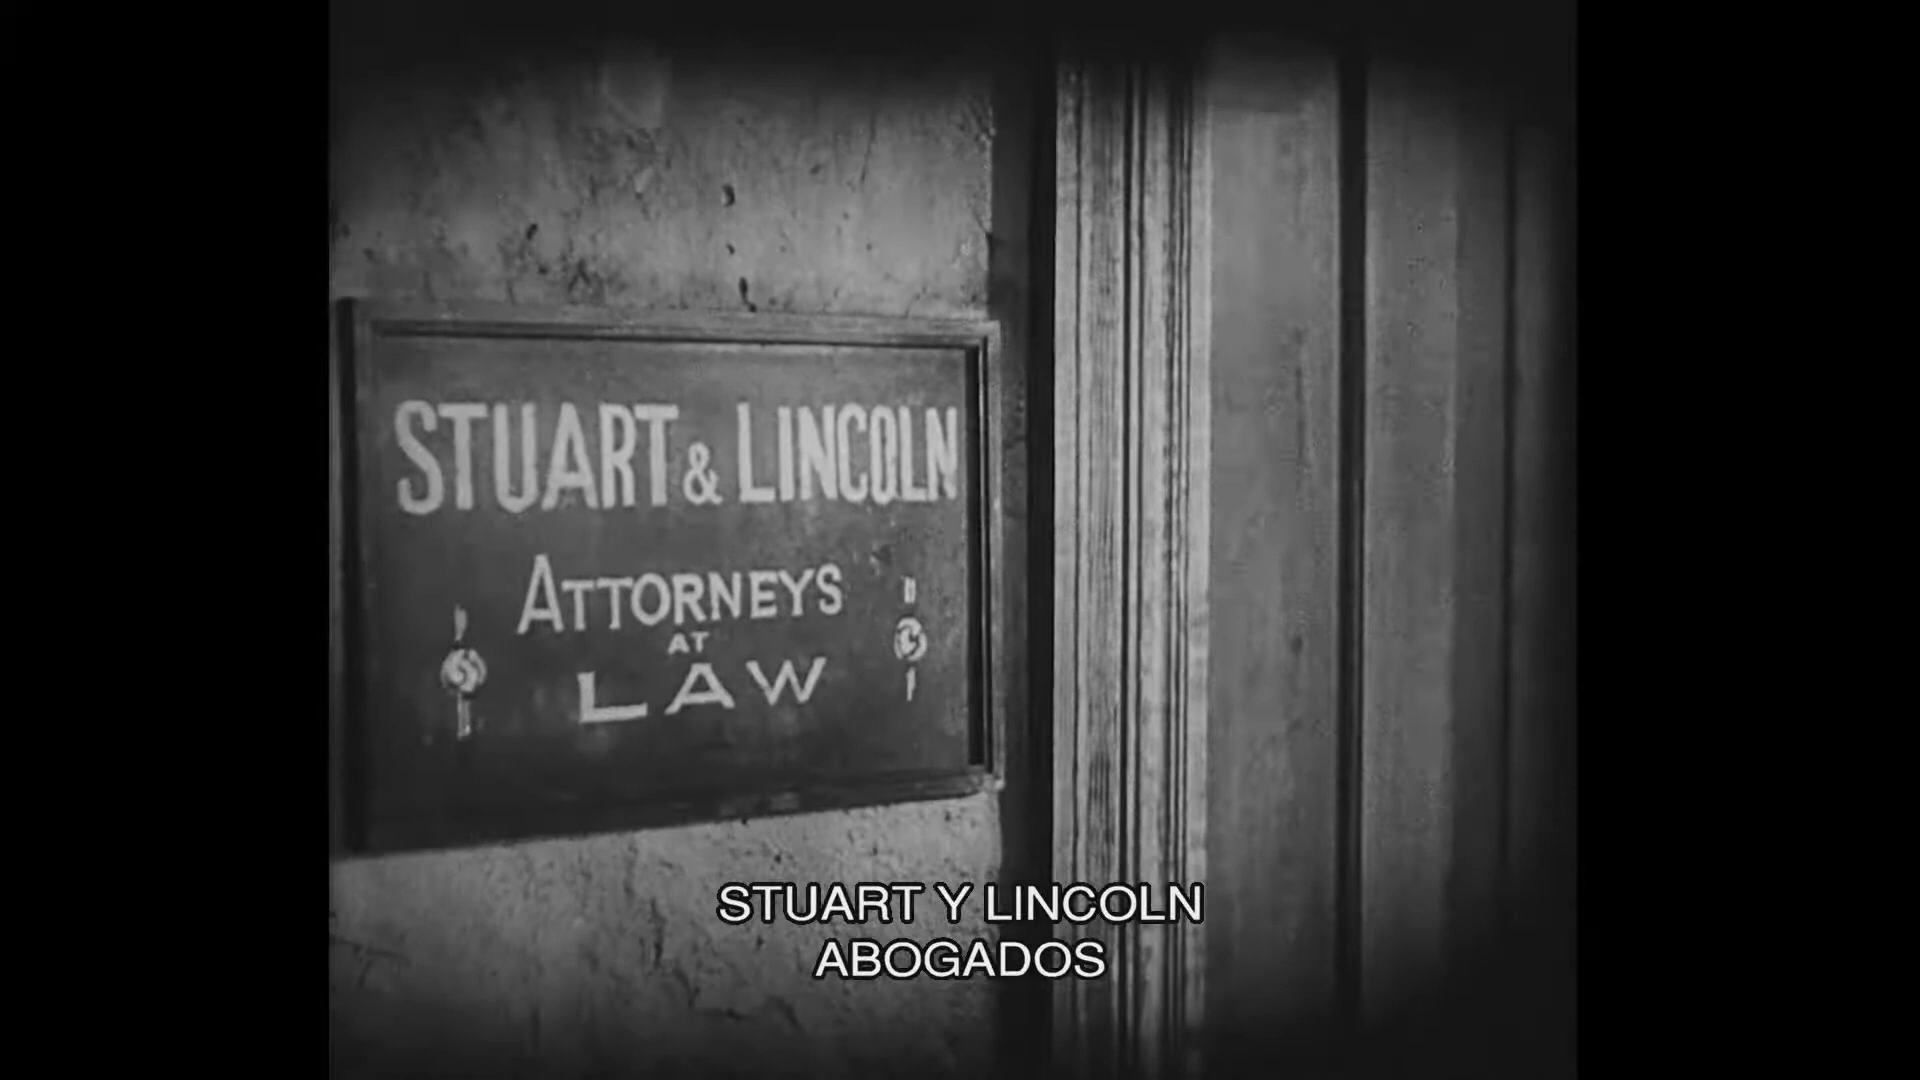 STUART & LINCOLN
ATTORNEYS
AT
LAW
STUART Y LINCOLN
ABOGADOS